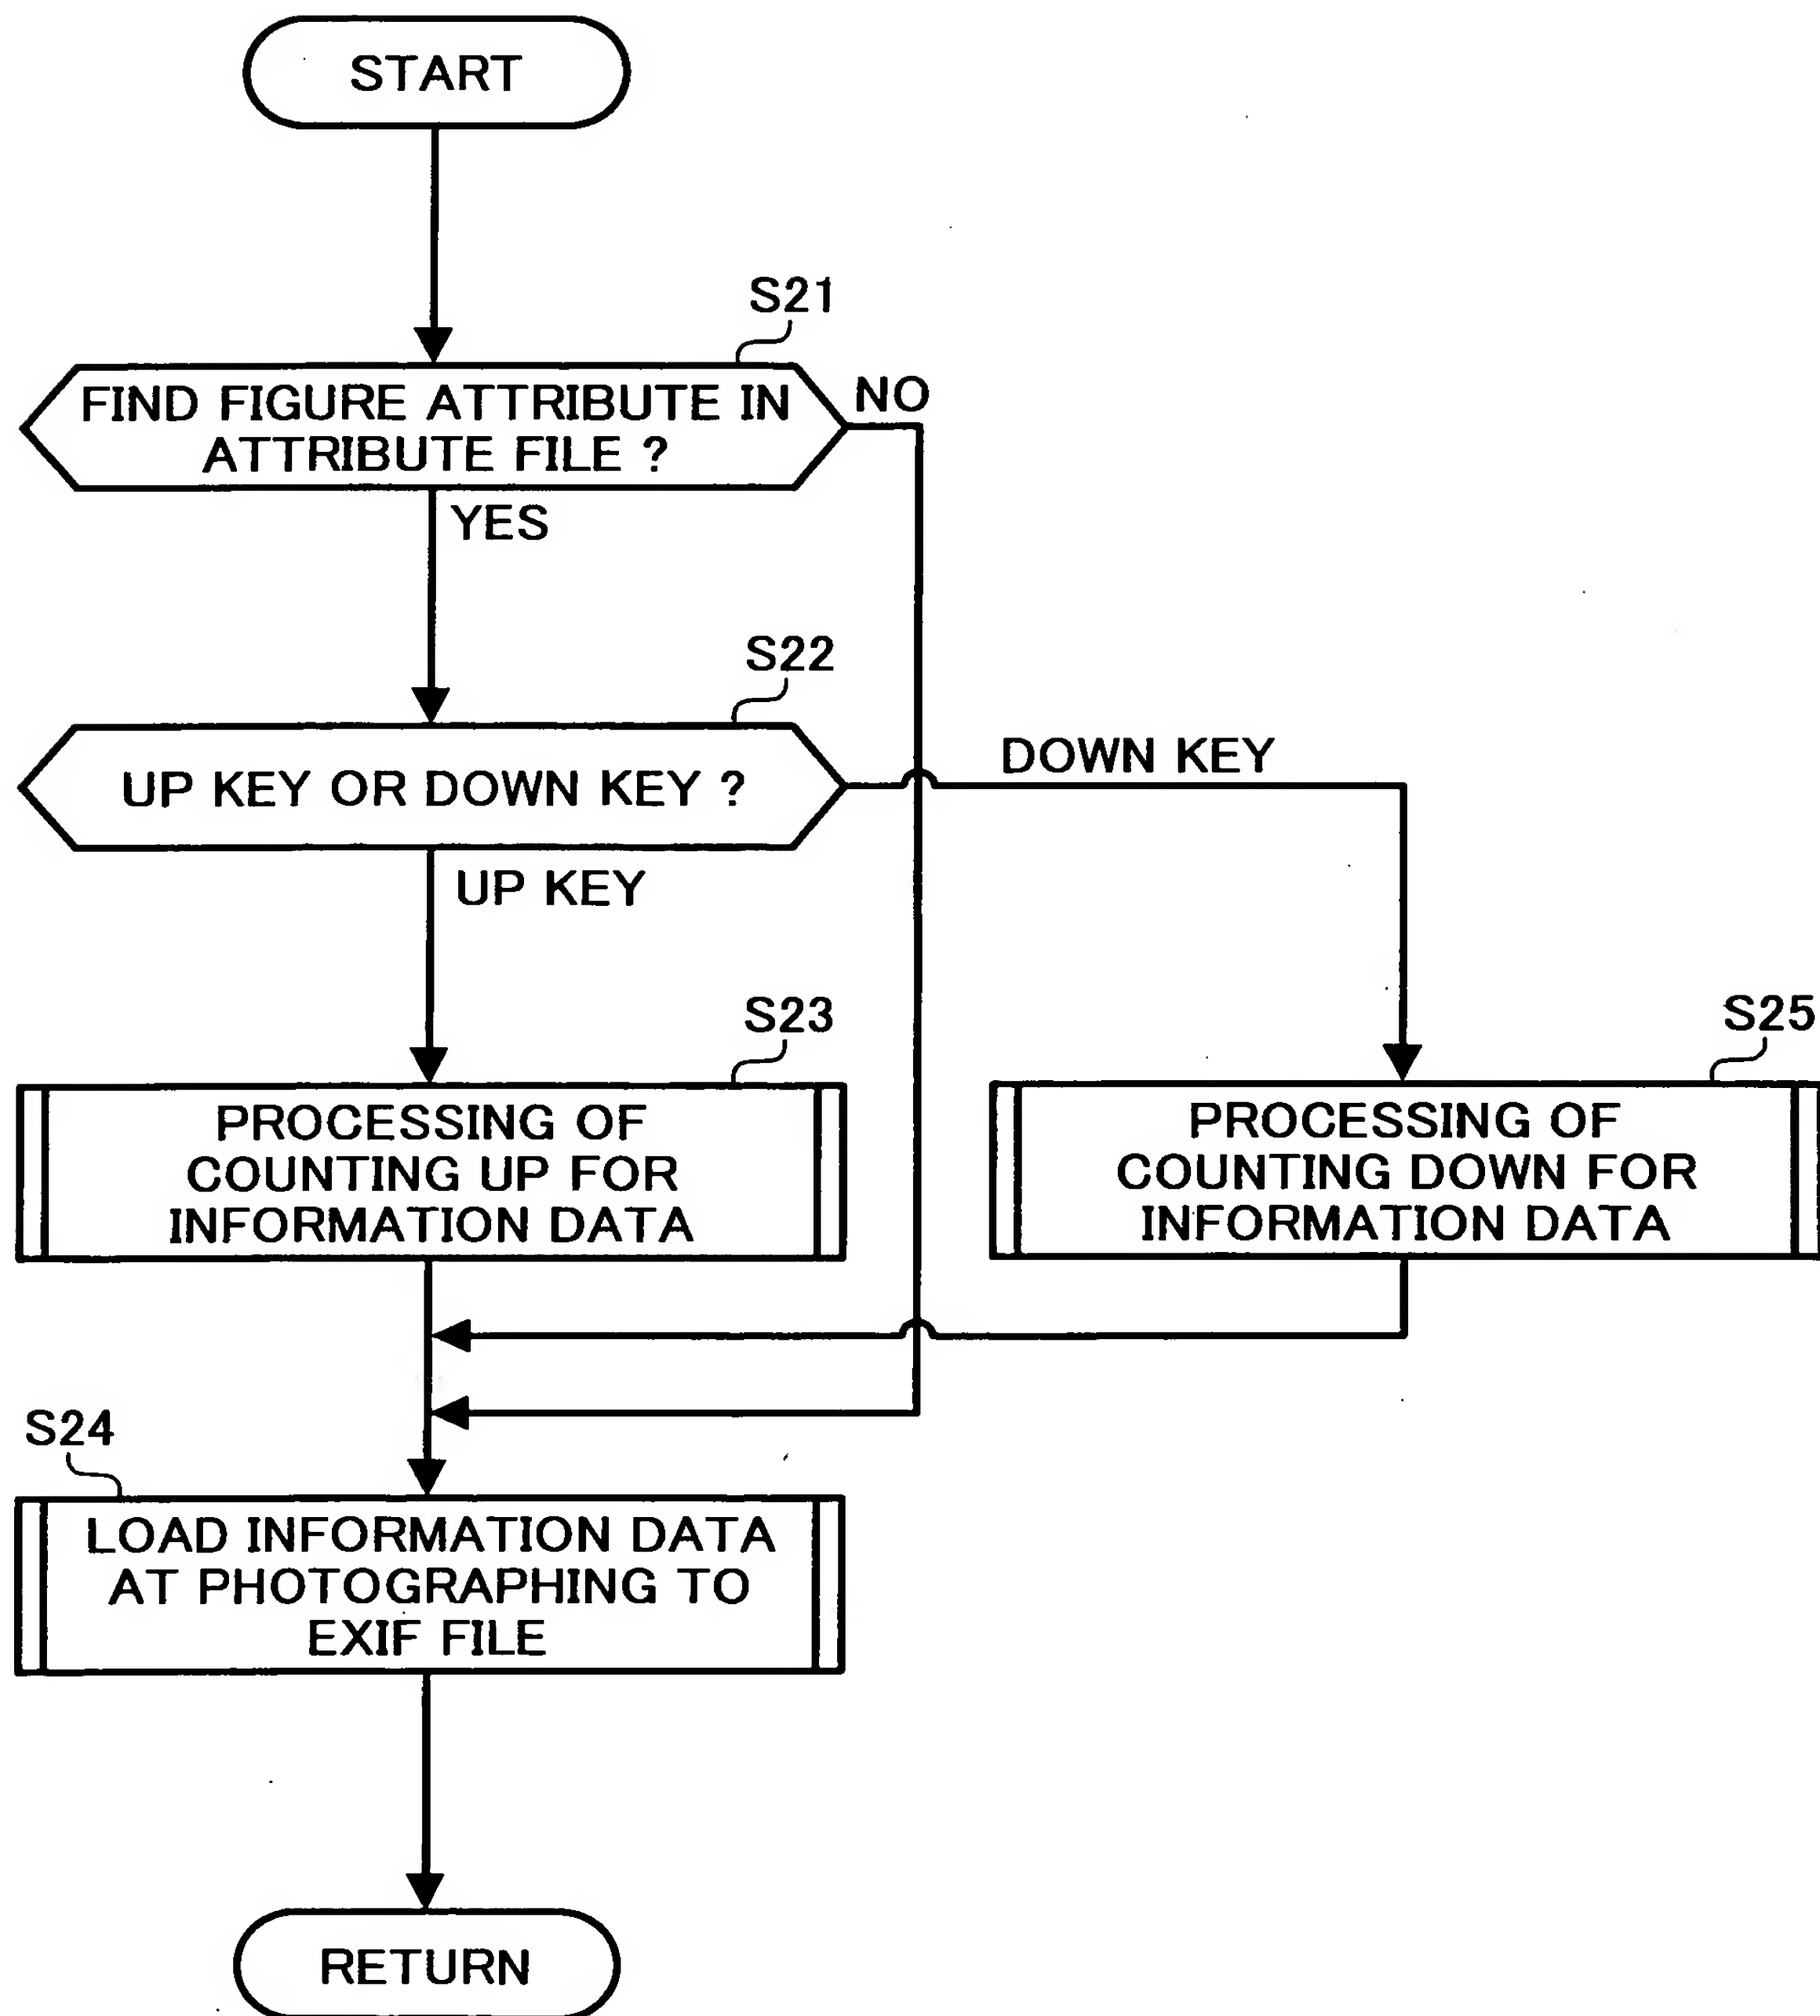 START
S21
FIND FIGURE ATTRIBUTE IN
ATTRIBUTE FILE ?
NO
YES
S22
UP KEY OR DOWN KEY ?
DOWN KEY
UP KEY
S23
PROCESSING OF
COUNTING UP FOR
INFORMATION DATA
S25
PROCESSING OF
COUNTING DOWN FOR
INFORMATION DATA
S24
LOAD INFORMATION DATA
AT PHOTOGRAPHING TO
EXIF FILE
RETURN